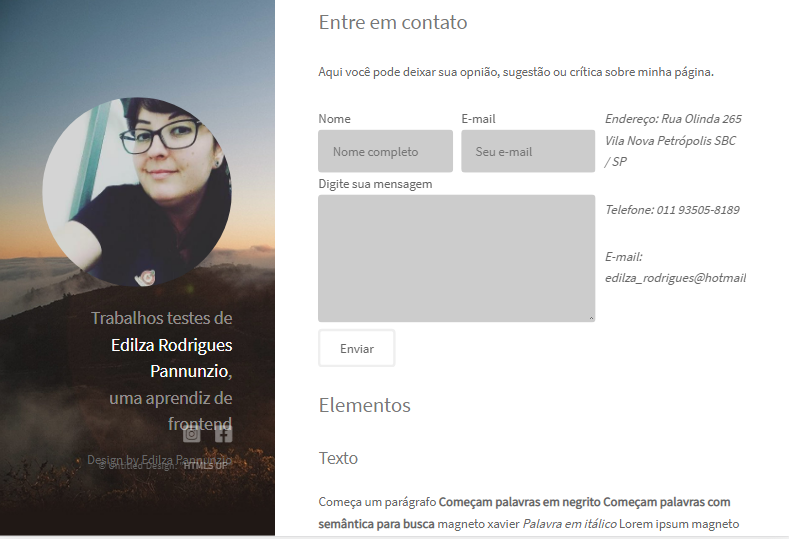 Trabalhos testes de
Edilza Rodrigues
Pannunzio,
uma aprendiz de
frontend
Design by Edilza Pannunzio
© Untitled Design: HTML5 UP
Entre em contato
Aqui você pode deixar sua opnião, sugestão ou crítica sobre minha página.
Nome
Nome completo
E-mail
Seu e-mail
Digite sua mensagem
Enviar
Endereço: Rua Olinda 265
Vila Nova Petrópolis SBC
/ SP
Telefone: 011 93505-8189
E-mail:
edilza_rodrigues@hotmail
Elementos
Texto
Começa um parágrafo Começam palavras em negrito Começam palavras com
semântica para busca magneto xavier Palavra em itálico Lorem ipsum magneto